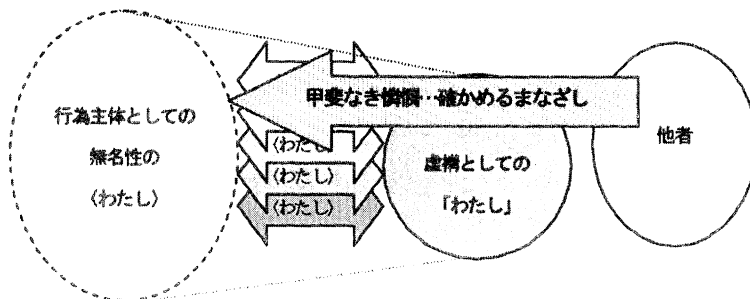 甲斐なき憐憫‥確かめるまなざし
行為主体としての
無名性の
〈わたし〉
〈わたし〉
〈わたし〉
〈わたし〉
虚構としての
「わたし」
他者